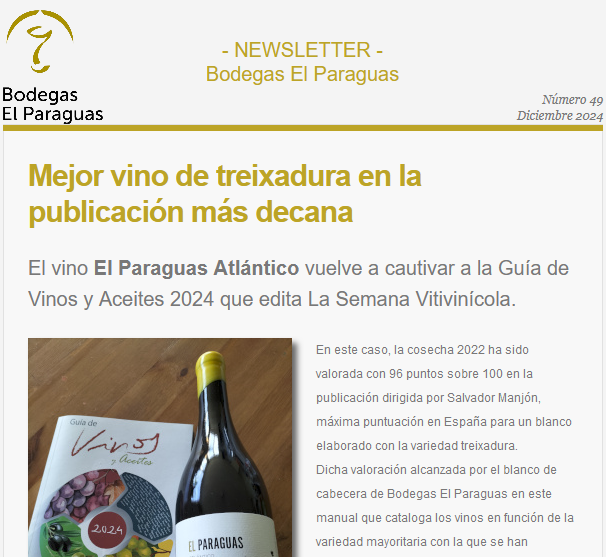 - NEWSLETTER -
Bodegas El Paraguas
Bodegas
El Paraguas
Número 49
Diciembre 2024
Mejor vino de treixadura en la
publicación más decana
El vino El Paraguas Atlántico vuelve a cautivar a la Guía de
Vinos y Aceites 2024 que edita La Semana Vitivinícola.
En este caso, la cosecha 2022 ha sido
valorada con 96 puntos sobre 100 en la
publicación dirigida por Salvador Manjón,
máxima puntuación en España para un blanco
elaborado con la variedad treixadura.
Dicha valoración alcanzada por el blanco de
cabecera de Bodegas El Paraguas en este
manual que cataloga los vinos en función de la
variedad mayoritaria con la que se han
Guía de
Vinos
y Aceites
2024
EL PARAGUAS